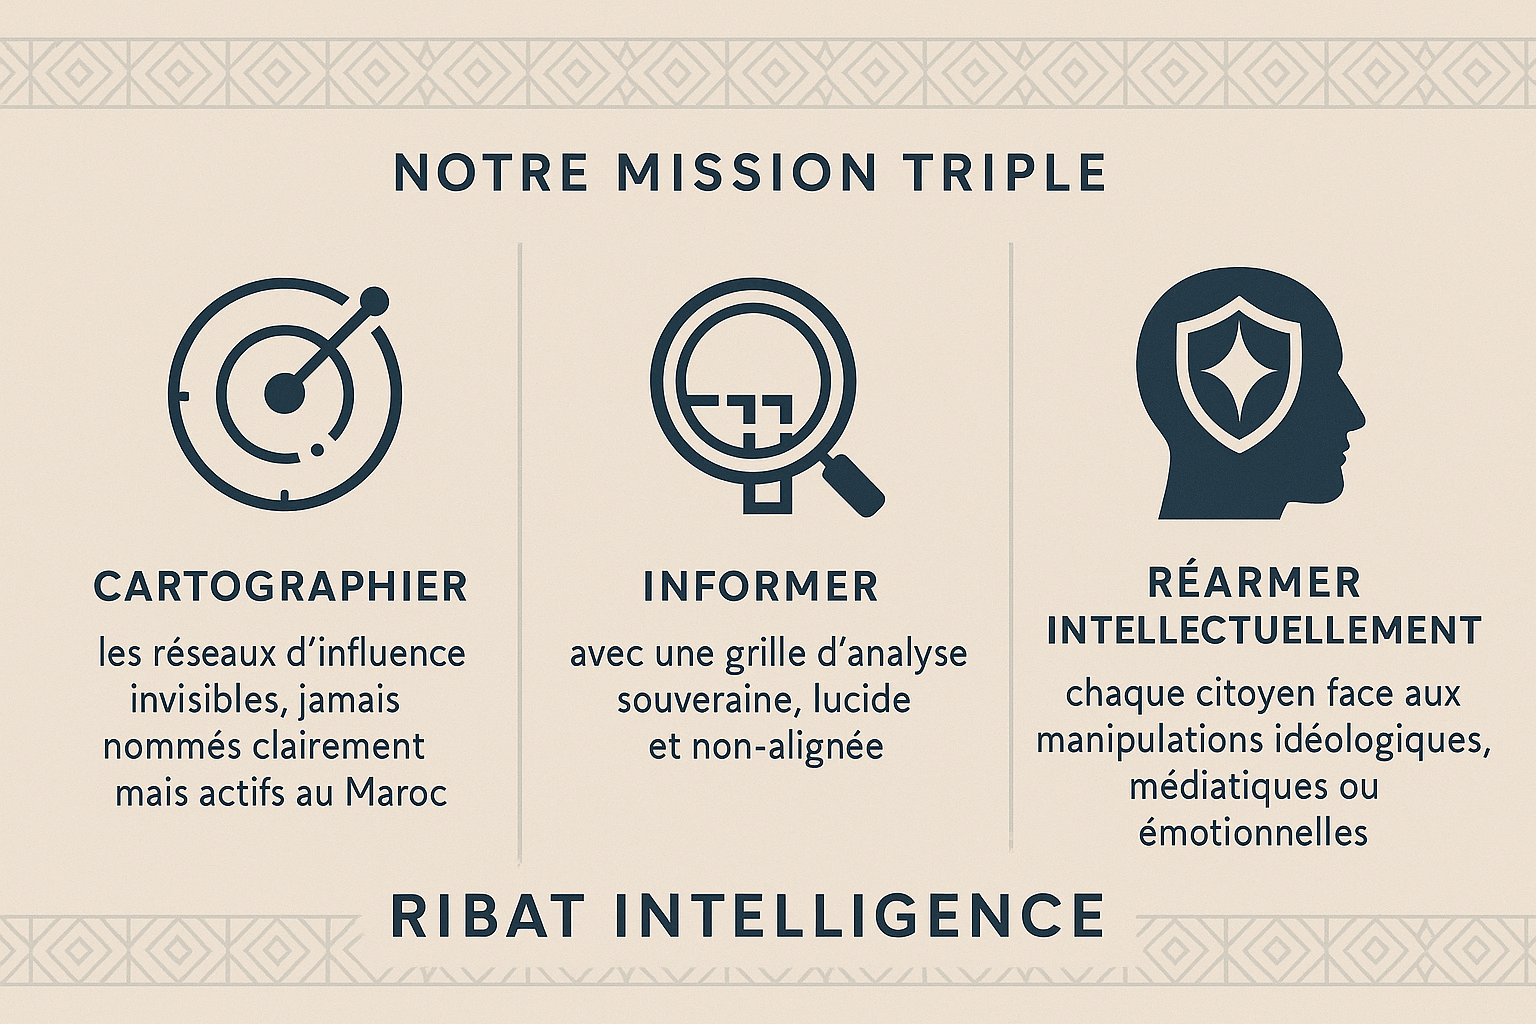 NOTRE MISSION TRIPLE
CARTOGRAPHIER
les réseaux d’influence
invisibles, jamais
nommés clairement
mais actifs au Maroc
INFORMER
avec une grille d’analyse
souveraine, lucide
et non-alignée
RÉARMER
INTELLECTUELLEMENT
chaque citoyen face aux
manipulations idéologiques,
médiatiques ou
émotionnelles
RIBAT INTELLIGENCE